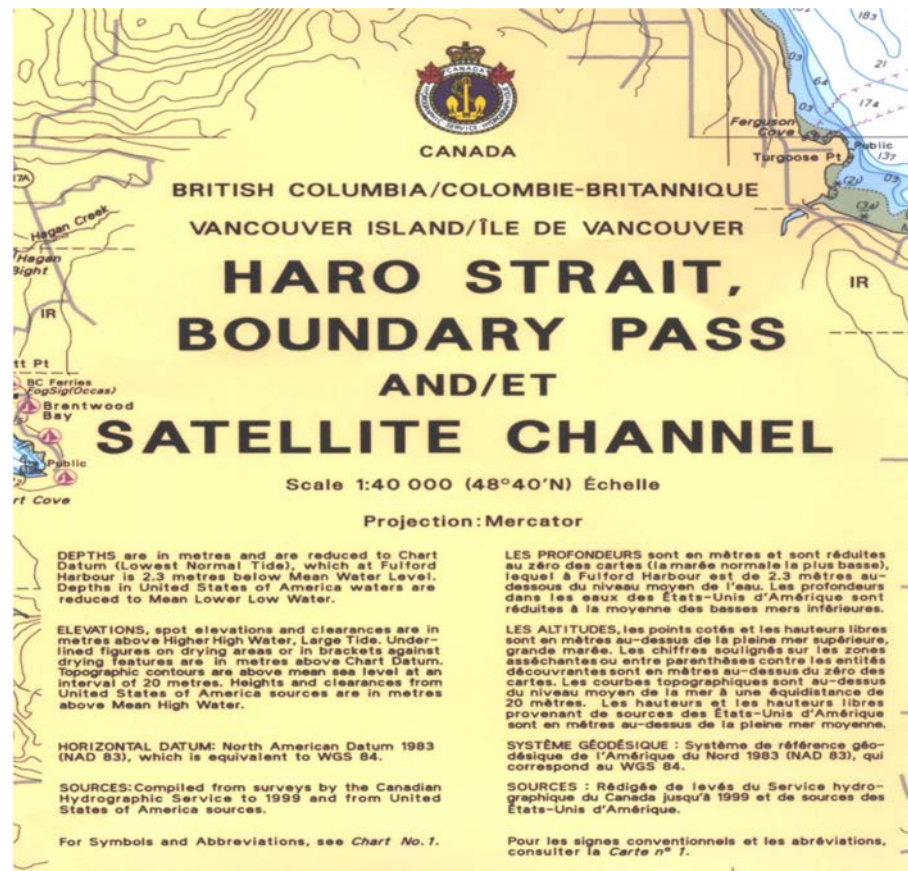 CANADA
BRITISH COLUMBIA/COLOMBIE-BRITANNIQUE
VANCOUVER ISLAND/ÎLE DE VANCOUVER
HARO STRAIT,
BOUNDARY PASS
AND/ET
SATELLITE CHANNEL
Scale 1:40 000 (48°40'N) Échelle
Projection: Mercator
DEPTHS are in metres and are reduced to Chart
Datum (Lowest Normal Tide), which at Fulford
Harbour is 2.3 metres below Mean Water Level.
Depths in United States of America waters are
reduced to Mean Lower Low Water.
ELEVATIONS, spot elevations and clearances are in
metres above Higher High Water, Large Tide. Under-
lined figures on drying areas or in brackets against
drying features are in metres above Chart Datum.
Topographic contours are above mean sea level at an
interval of 20 metres. Heights and clearances from
United States of America sources are in metres
above Mean High Water.
HORIZONTAL DATUM: North American Datum 1983
(NAD 83), which is equivalent to WGS 84.
SOURCES: Compiled from surveys by the Canadian
Hydrographic Service to 1999 and from United
States of America sources.
For Symbols and Abbreviations, see Chart No. 1.
LES PROFONDEURS sont en mètres et sont réduites
au zéro des cartes (la marée normale la plus basse),
lequel à Fulford Harbour est de 2.3 mètres au-
dessous du niveau moyen de l'eau. Les profondeurs
dans les eaux des États-Unis d'Amérique sont
réduites à la moyenne des basses mers inférieures.
LES ALTITUDES, les points cotés et les hauteurs libres
sont en mètres au-dessus de la pleine mer supérieure,
grande marée. Les chiffres soulignés sur les zones
asséchantes ou entre parenthèses contre les entités
découvrantes sont en mètres au-dessus du zéro des
cartes. Les courbes topographiques sont au-dessus
du niveau moyen de la mer à une équidistance de
20 mètres. Les hauteurs et les hauteurs libres
provenant de sources des États-Unis d'Amérique
sont en mètres au-dessus de la pleine mer moyenne.
SYSTÈME GÉODÉSIQUE : Système de référence géo-
désique de l'Amérique du Nord 1983 (NAD 83), qui
correspond au WGS 84.
SOURCES : Rédigée de levés du Service hydro-
graphique du Canada jusqu'à 1999 et de sources des
États-Unis d'Amérique.
Pour les signes conventionnels et les abréviations,
consulter la Carte n° 1.
17A
Hagan Creek
Hagan
Bight
IR
tt Pt
BC Ferries
FogSig(Occas)
Brentwood
Bay
Public
rt Cove
Ferguson
Cove
Turgoose Pt
Public
IR
183
21
64
174
137
03
03
03